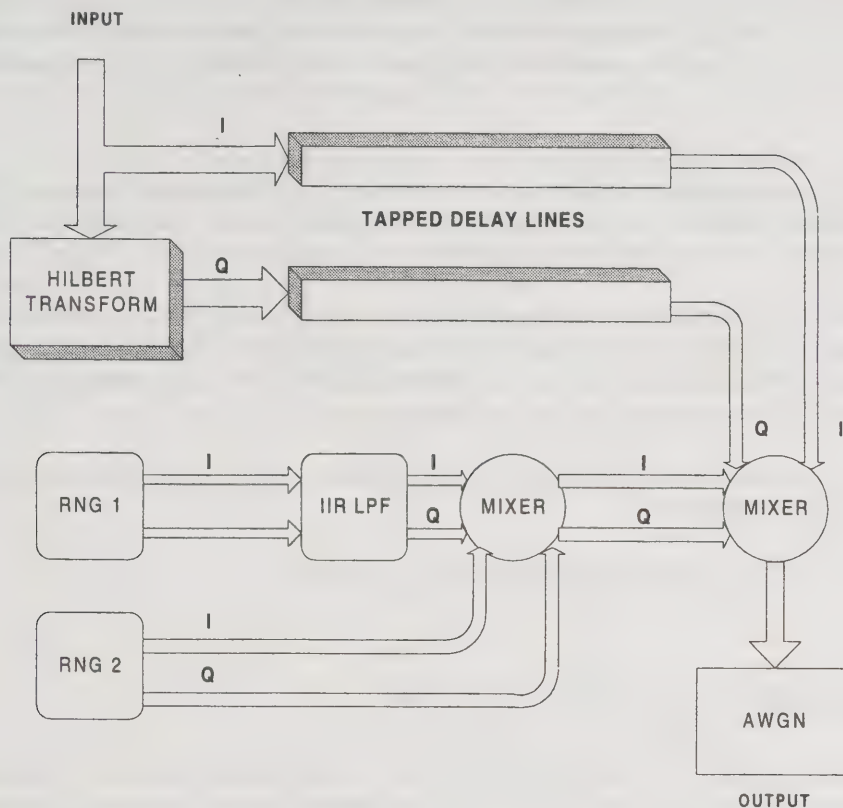 INPUT
I
TAPPED DELAY LINES
HILBERT
TRANSFORM
Q
Q
I
RNG 1
I
IIR LPF
I
Q
MIXER
I
Q
MIXER
RNG 2
I
Q
AWGN
OUTPUT